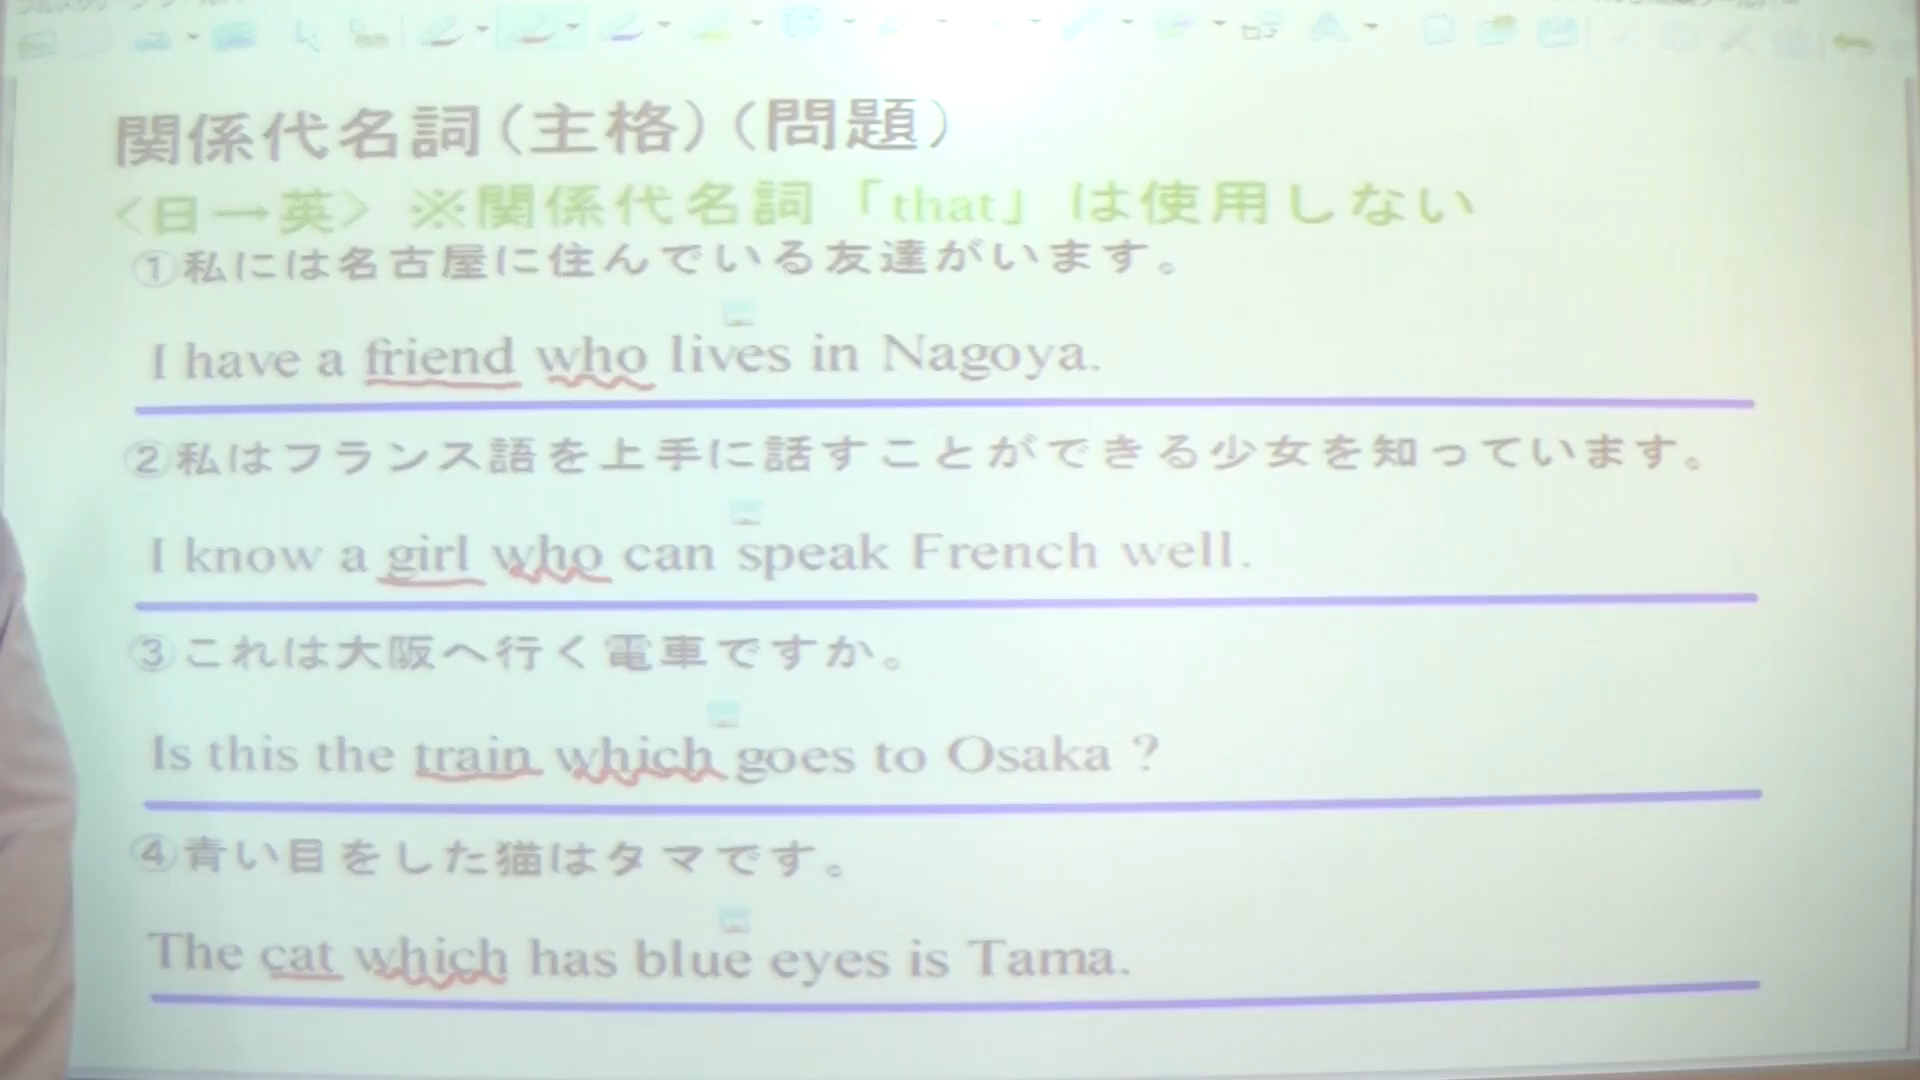 関係代名詞(主格)(問題)
<日→英> ※関係代名詞「that」は使用しない
①私には名古屋に住んでいる友達がいます。
I have a friend who lives in Nagoya.
②私はフランス語を上手に話すことができる少女を知っています。
I know a girl who can speak French well.
③これは大阪へ行く電車ですか。
Is this the train which goes to Osaka ?
④青い目をした猫はタマです。
The cat which has blue eyes is Tama.